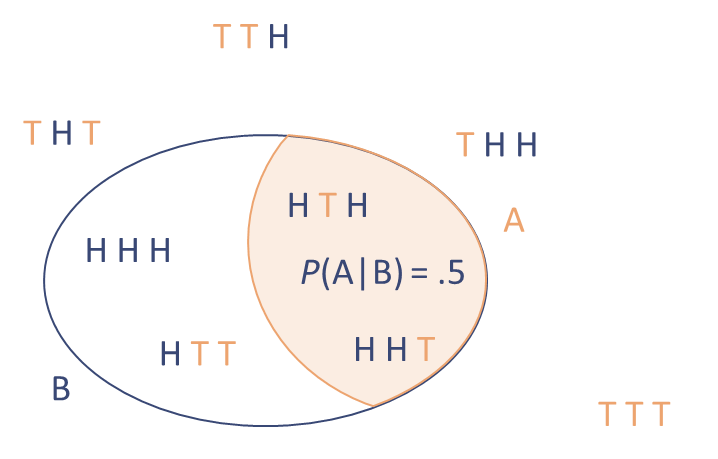 T T H
T H T
T H H
H T H
A
H H H
P(A|B) = .5
H T T
H H T
B
T T T